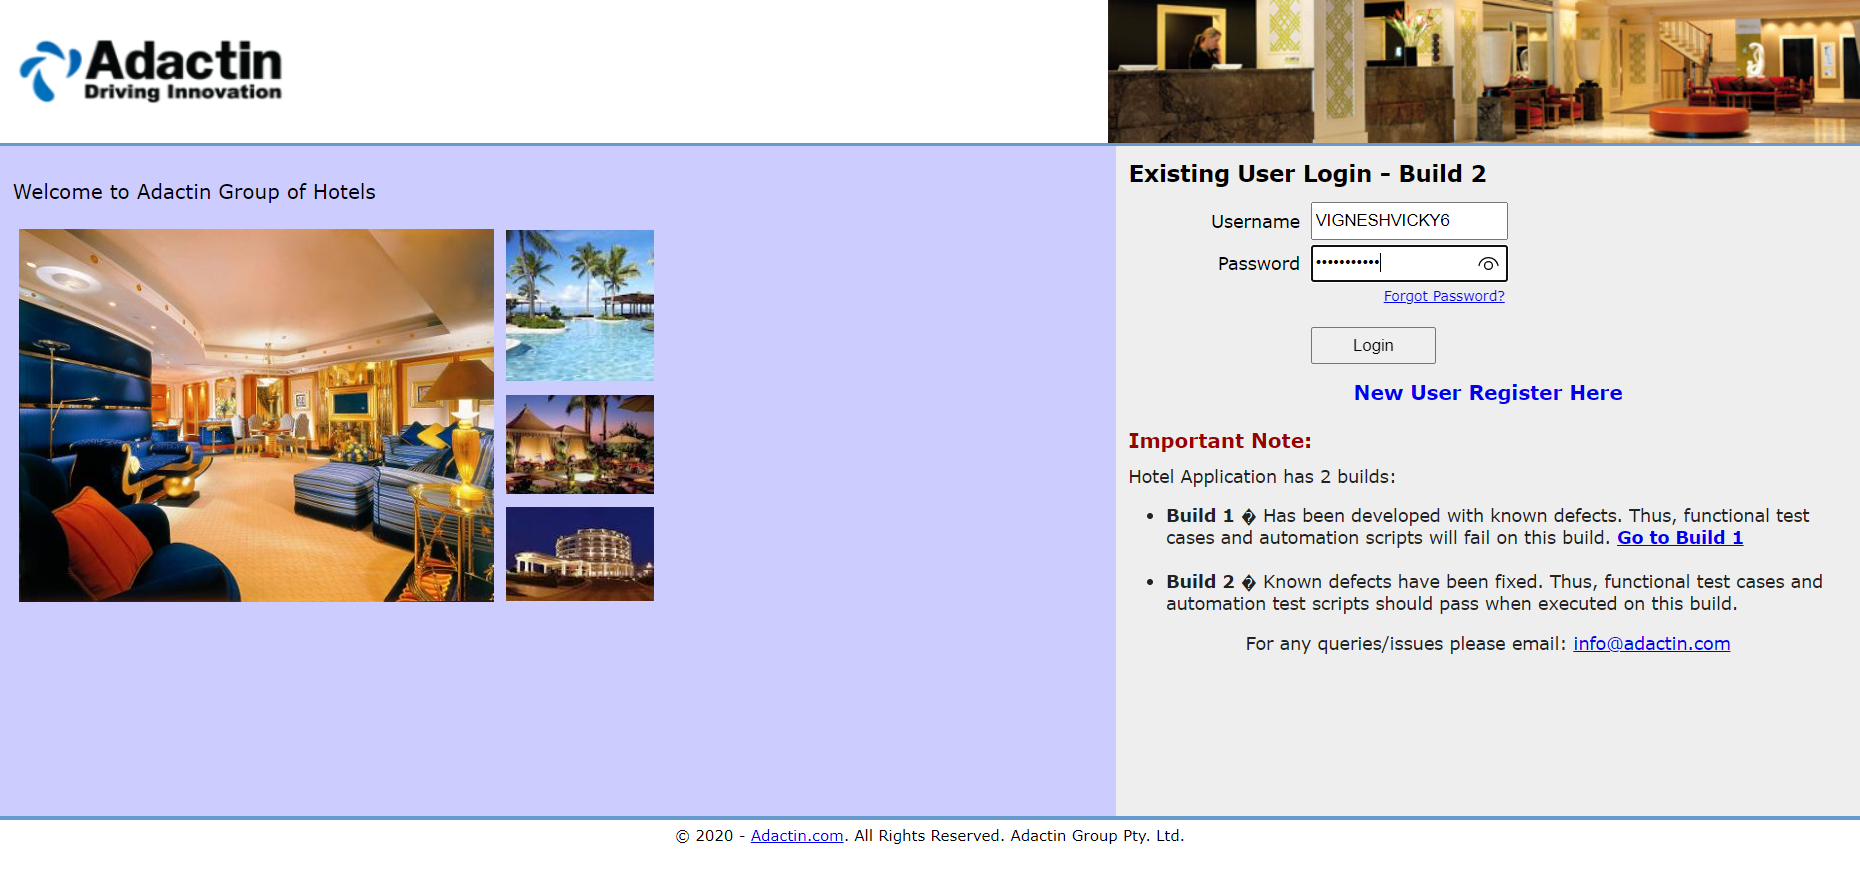 Adactin
Driving Innovation
Welcome to Adactin Group of Hotels
Existing User Login - Build 2
Username VIGNESHVICKY6
Password •••••••••••
Forgot Password?
Login
New User Register Here
Important Note:
Hotel Application has 2 builds:
• Build 1 � Has been developed with known defects. Thus, functional test
cases and automation scripts will fail on this build. Go to Build 1
• Build 2 � Known defects have been fixed. Thus, functional test cases and
automation test scripts should pass when executed on this build.
For any queries/issues please email: info@adactin.com
© 2020 - Adactin.com. All Rights Reserved. Adactin Group Pty. Ltd.